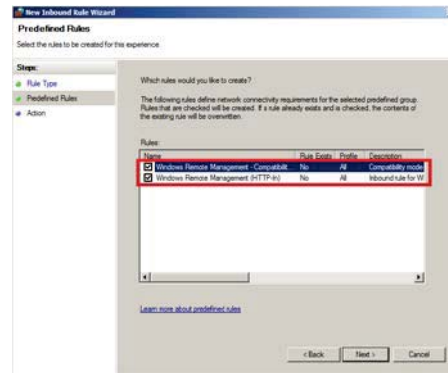 New Inbound Rule Wizard
Predefined Rules
Select the rules to be created for this experience.
Steps:
Rule Type
Predefined Rules
Action
Which rules would you like to create?
The following rules define network connectivity requirements for the selected predefined group.
Rules that are checked will be created. If a rule already exists and is checked, the contents of
the existing rule will be overwritten.
Rules:
Name Rule Exists Profile Description
Windows Remote Management - Compatibilit No All Compatibility mode
Windows Remote Management (HTTP-In) No All Inbound rule for W
Learn more about predefined rules
< Back Next > Cancel